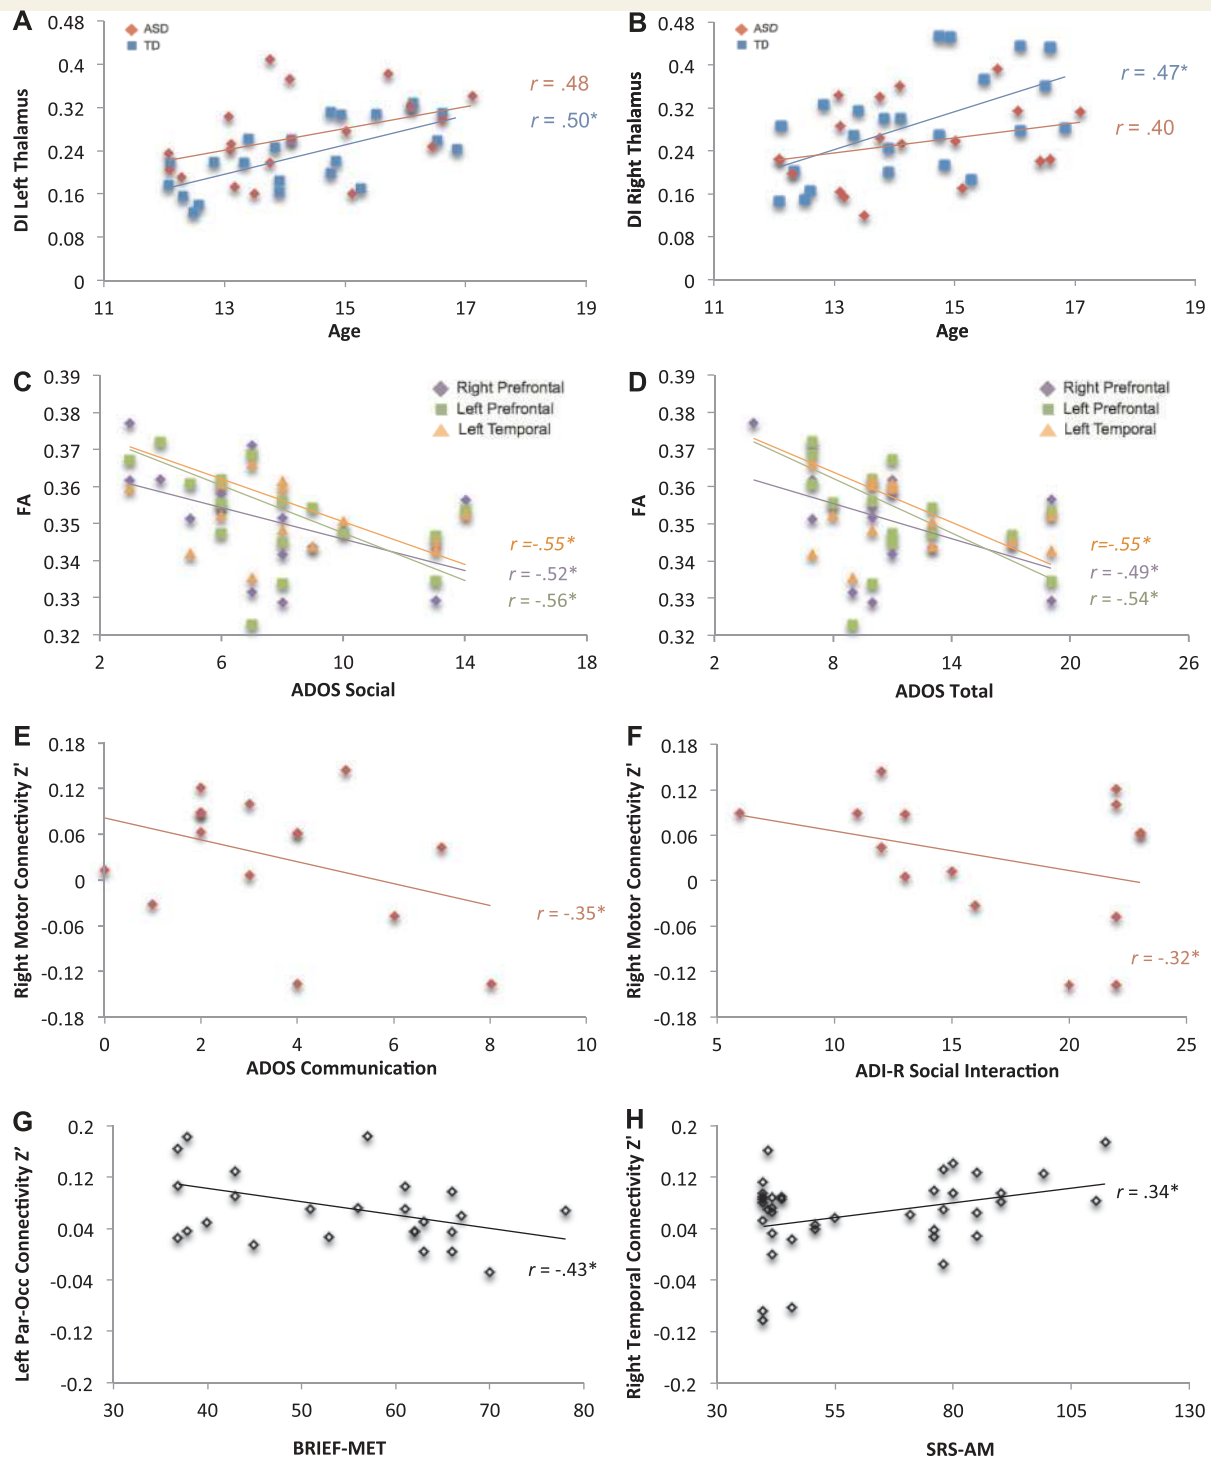 A
ASD
TD
0.48
0.4
0.32
0.24
0.16
0.08
0
DI Left Thalamus
r = .48
r = .50*
11 13 15 17 19
Age
B
ASD
TD
0.48
0.4
0.32
0.24
0.16
0.08
0
DI Right Thalamus
r = .47*
r = .40
11 13 15 17 19
Age
C
0.39
0.38
0.37
0.36
0.35
0.34
0.33
0.32
FA
Right Prefrontal
Left Prefrontal
Left Temporal
r =-.55*
r = -.52*
r = -.56*
2 6 10 14 18
ADOS Social
D
0.39
0.38
0.37
0.36
0.35
0.34
0.33
0.32
FA
Right Prefrontal
Left Prefrontal
Left Temporal
r=-.55*
r = -.49*
r = -.54*
2 8 14 20 26
ADOS Total
E
0.18
0.12
0.06
0
-0.06
-0.12
-0.18
Right Motor Connectivity Z'
r = -.35*
0 2 4 6 8 10
ADOS Communication
F
0.18
0.12
0.06
0
-0.06
-0.12
-0.18
Right Motor Connectivity Z'
r = -.32*
5 10 15 20 25
ADI-R Social Interaction
G
0.2
0.12
0.04
-0.04
-0.12
-0.2
Left Par-Occ Connectivity Z’
r = -.43*
30 40 50 60 70 80
BRIEF-MET
H
0.2
0.12
0.04
-0.04
-0.12
-0.2
Right Temporal Connectivity Z'
r = .34*
30 55 80 105 130
SRS-AM